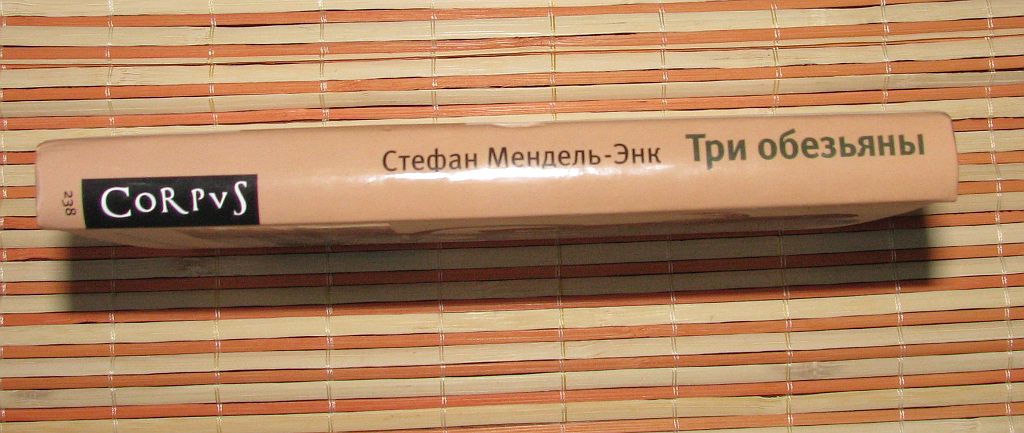 238
CORPVS
Стефан Мендель-Энк
Три обезьяны